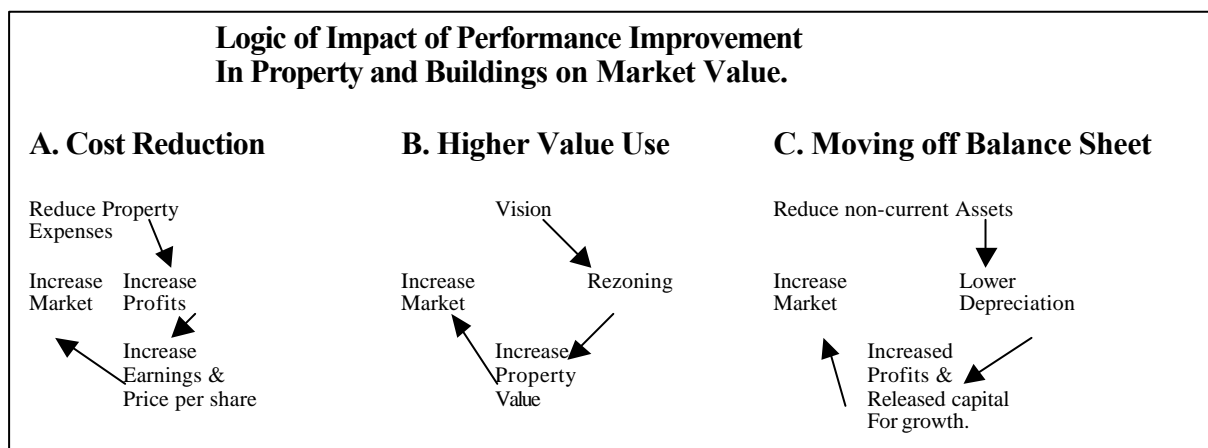 Logic of Impact of Performance Improvement
In Property and Buildings on Market Value.
A. Cost Reduction
Reduce Property
Expenses
Increase
Market
Increase
Profits
Increase
Earnings &
Price per share
B. Higher Value Use
Vision
Increase
Market
Rezoning
Increase
Property
Value
C. Moving off Balance Sheet
Reduce non-current Assets
Increase
Market
Lower
Depreciation
Increased
Profits &
Released capital
For growth.